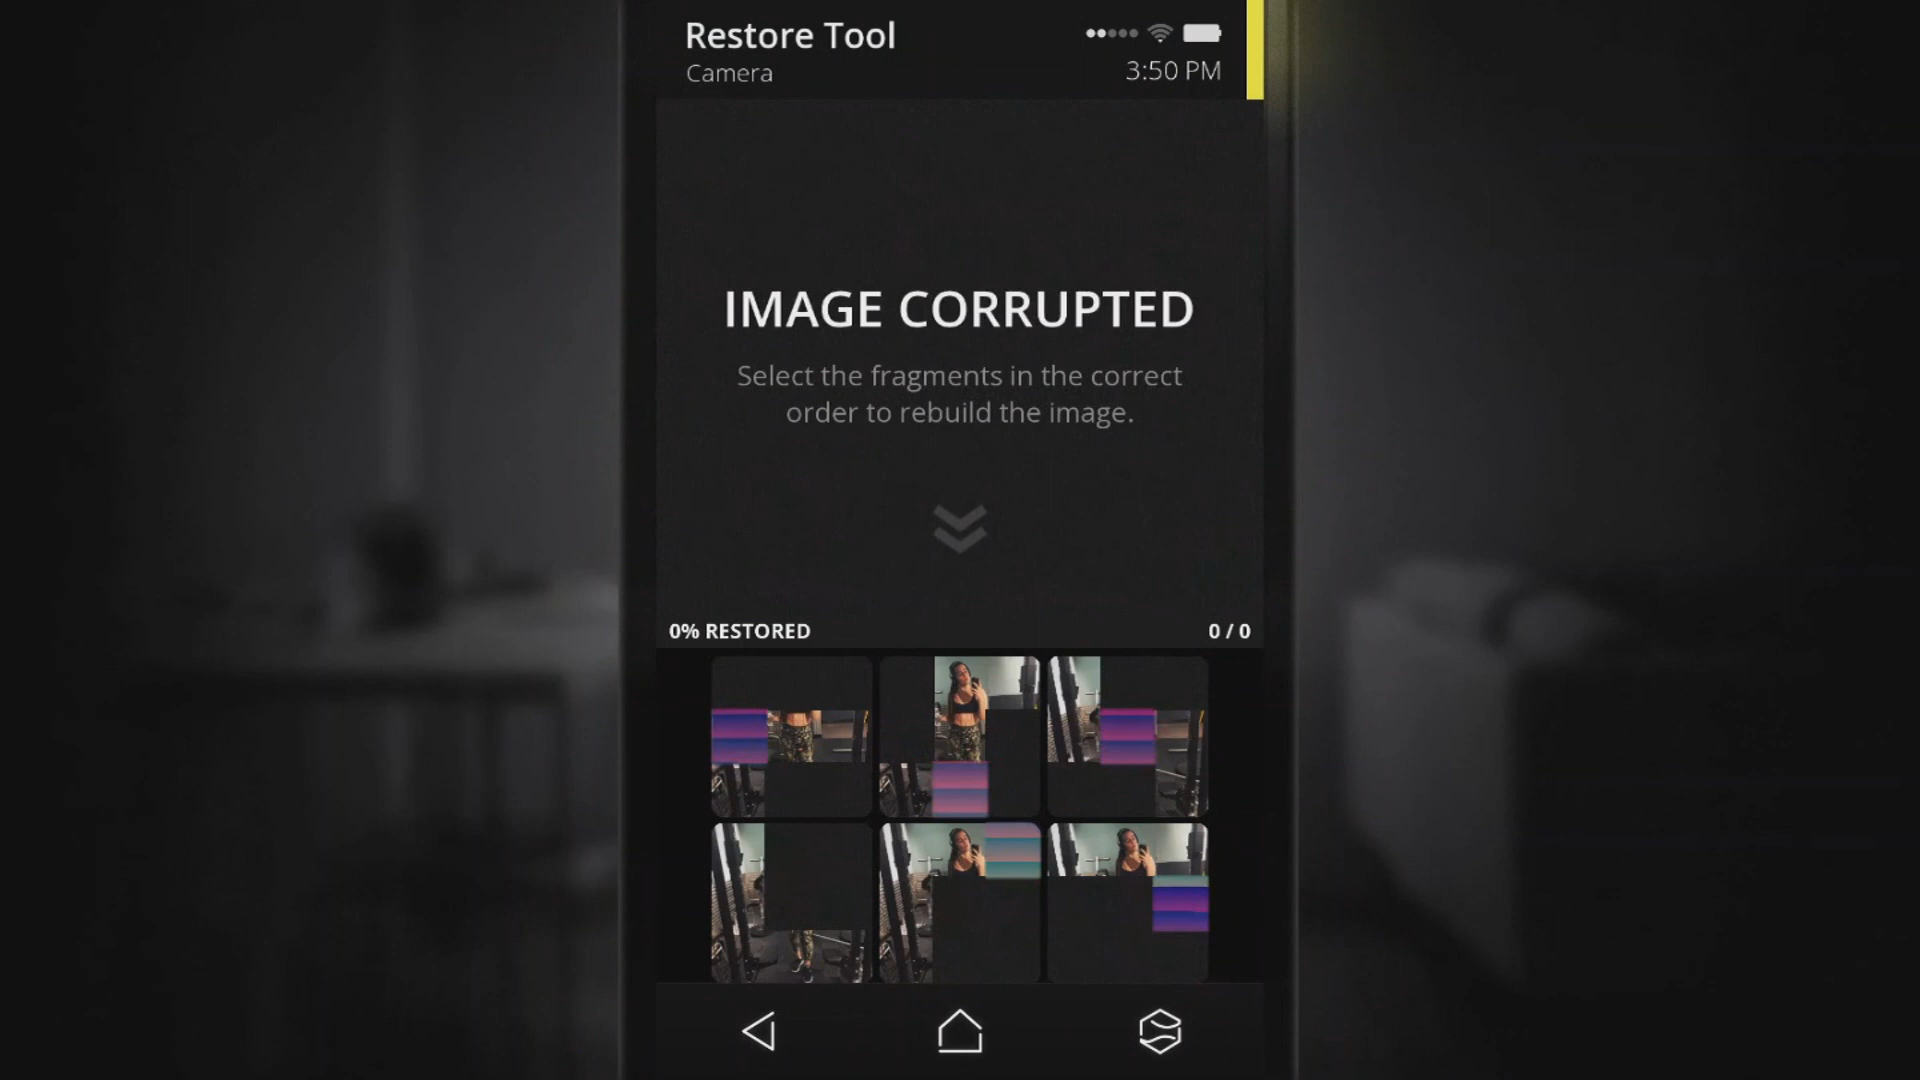 Restore Tool
Camera
3:50 PM
IMAGE CORRUPTED
Select the fragments in the correct
order to rebuild the image.
0% RESTORED
0 / 0